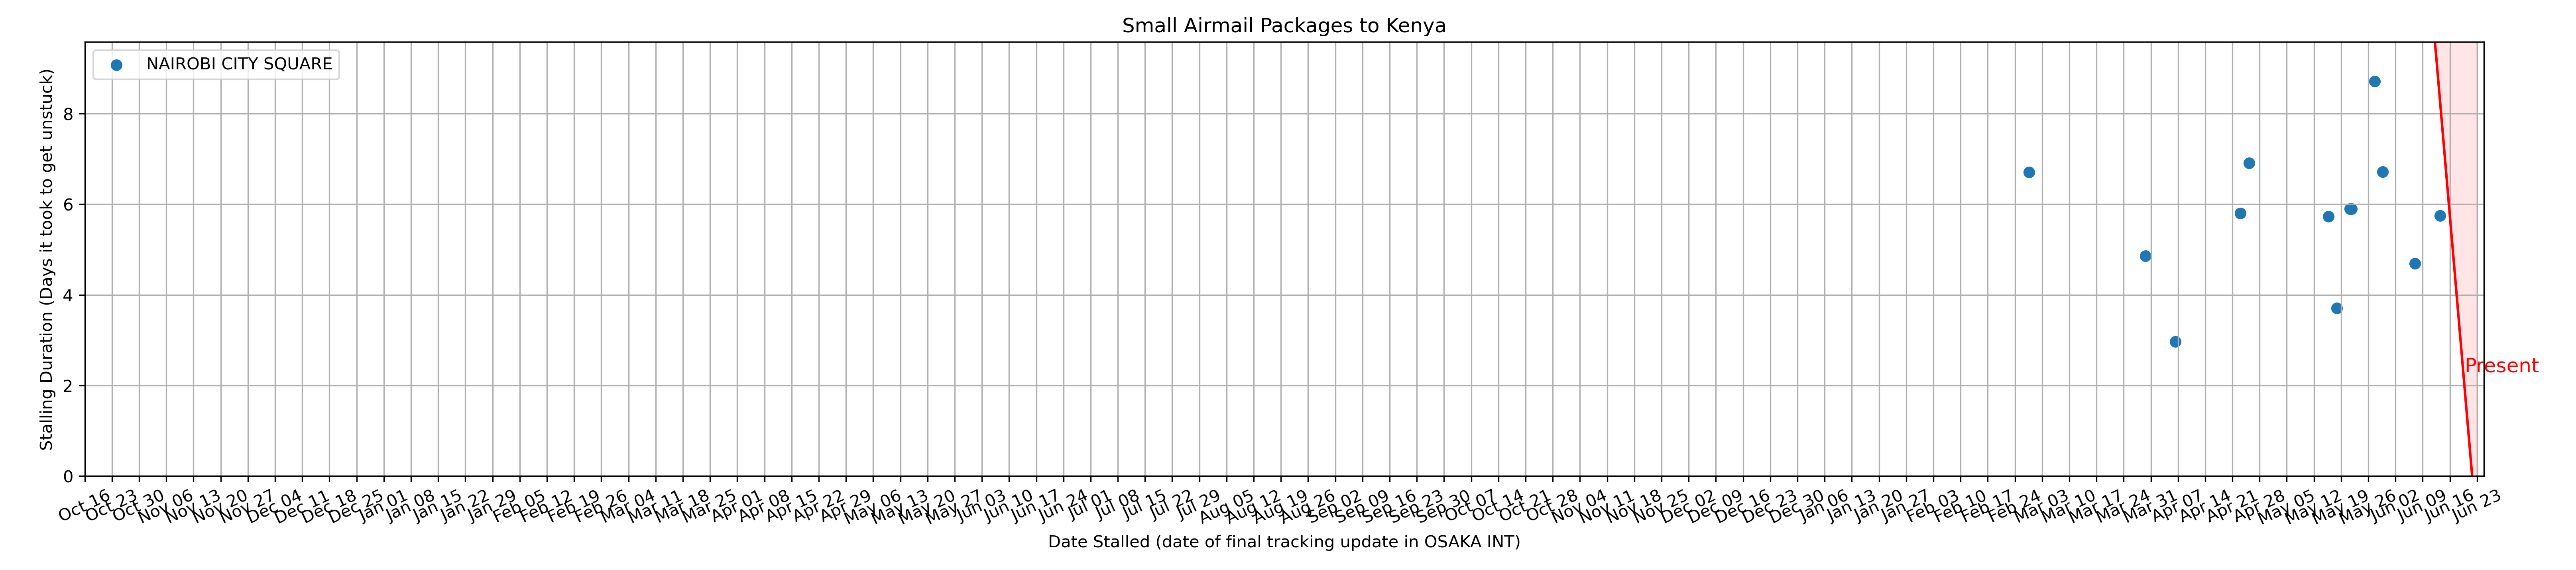 Small Airmail Packages to Kenya
NAIROBI CITY SQUARE
Stalling Duration (Days it took to get unstuck)
8
6
4
2
0
Present
Oct 16
Oct 23
Oct 30
Nov 06
Nov 13
Nov 20
Nov 27
Dec 04
Dec 11
Dec 18
Dec 25
Jan 01
Jan 08
Jan 15
Jan 22
Jan 29
Feb 05
Feb 12
Feb 19
Feb 26
Mar 04
Mar 11
Mar 18
Mar 25
Apr 01
Apr 08
Apr 15
Apr 22
Apr 29
May 06
May 13
May 20
May 27
Jun 03
Jun 10
Jun 17
Jun 24
Jul 01
Jul 08
Jul 15
Jul 22
Jul 29
Aug 05
Aug 12
Aug 19
Aug 26
Sep 02
Sep 09
Sep 16
Sep 23
Sep 30
Oct 07
Oct 14
Oct 21
Oct 28
Nov 04
Nov 11
Nov 18
Nov 25
Dec 02
Dec 09
Dec 16
Dec 23
Dec 30
Jan 06
Jan 13
Jan 20
Jan 27
Feb 03
Feb 10
Feb 17
Feb 24
Mar 03
Mar 10
Mar 17
Mar 24
Mar 31
Apr 07
Apr 14
Apr 21
Apr 28
May 05
May 12
May 19
May 26
Jun 02
Jun 09
Jun 16
Jun 23
Date Stalled (date of final tracking update in OSAKA INT)